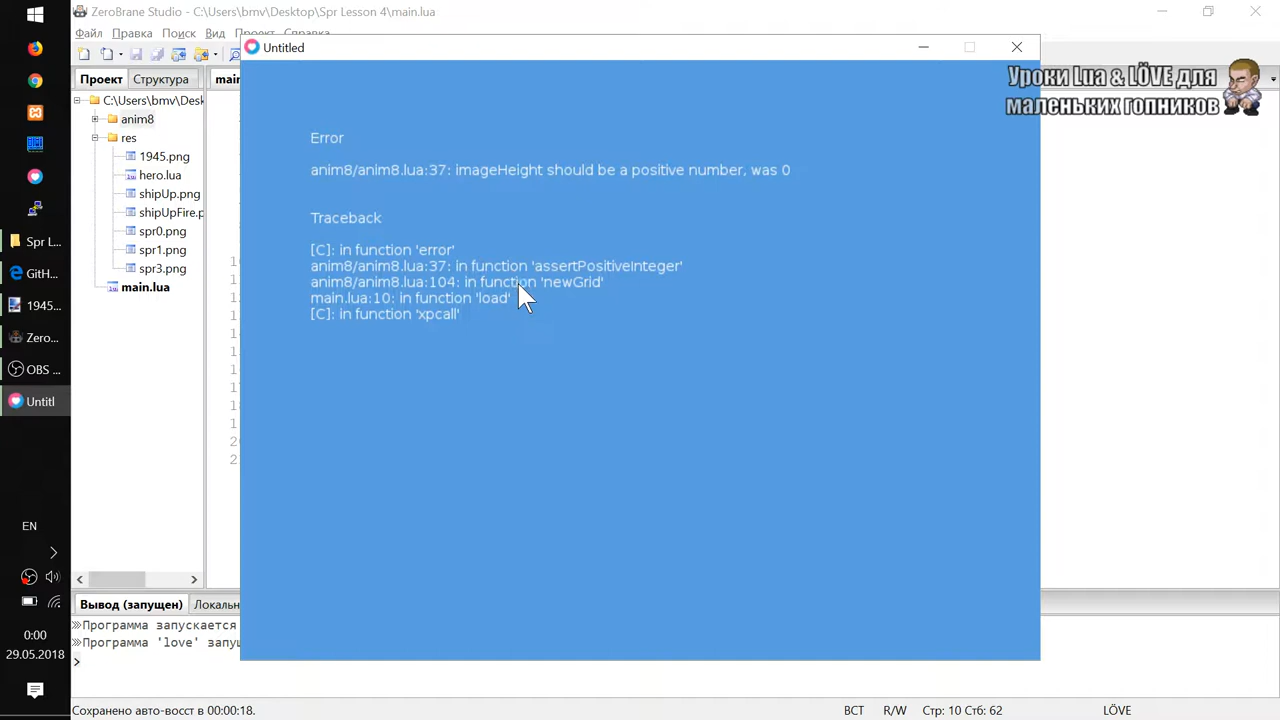 ZeroBrane Studio - C:\Users\bmv\Desktop\Spr Lesson 4\main.lua
Файл Правка Поиск Вид Проект Справка
Untitled
Проект Структура
Уроки Lua & LÖVE для
маленьких гопников
C:\Users\bmv\Desk
anim8
res
1945.png
hero.lua
shipUp.png
shipUpFire.p
spr0.png
spr1.png
spr3.png
main.lua
Error
anim8/anim8.lua:37: imageHeight should be a positive number, was 0
Traceback
[C]: in function 'error'
anim8/anim8.lua:37: in function 'assertPositiveInteger'
anim8/anim8.lua:104: in function 'newGrid'
main.lua:10: in function 'load'
[C]: in function 'xpcall'
Spr L...
GitH...
1945...
Zero...
OBS ...
Untitl
EN
0:00
29.05.2018
Вывод (запущен) Локальн
Программа запускается
Программа 'love' запу
Сохранено авто-восст в 00:00:18.
ВСТ R/W Стр: 10 Стб: 62 LÖVE